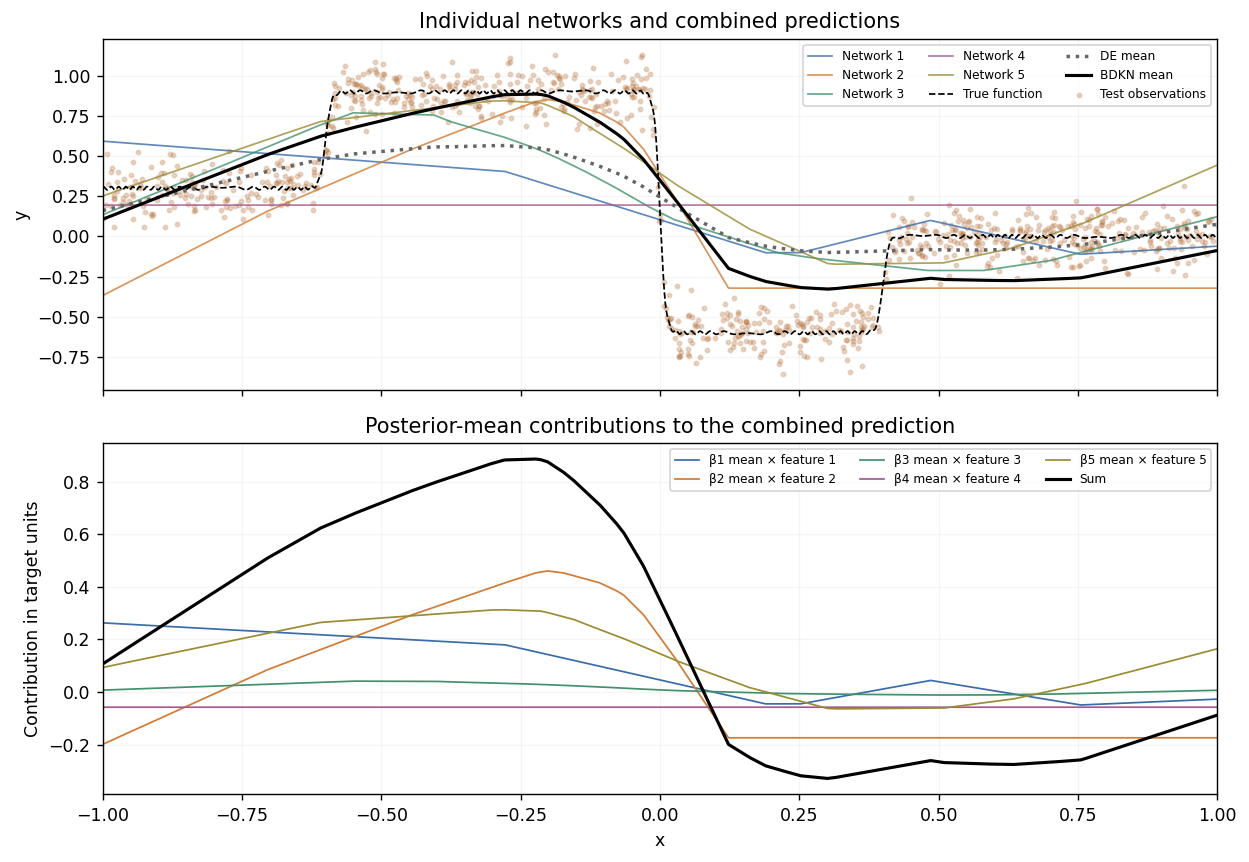 Individual networks and combined predictions
Network 1 Network 4 DE mean
Network 2 Network 5 BDKN mean
Network 3 True function Test observations
1.00
0.75
0.50
0.25
0.00
−0.25
−0.50
−0.75
y
Posterior-mean contributions to the combined prediction
β1 mean × feature 1 β3 mean × feature 3 β5 mean × feature 5
β2 mean × feature 2 β4 mean × feature 4 Sum
0.8
0.6
0.4
0.2
0.0
−0.2
Contribution in target units
−1.00 −0.75 −0.50 −0.25 0.00 0.25 0.50 0.75 1.00
x